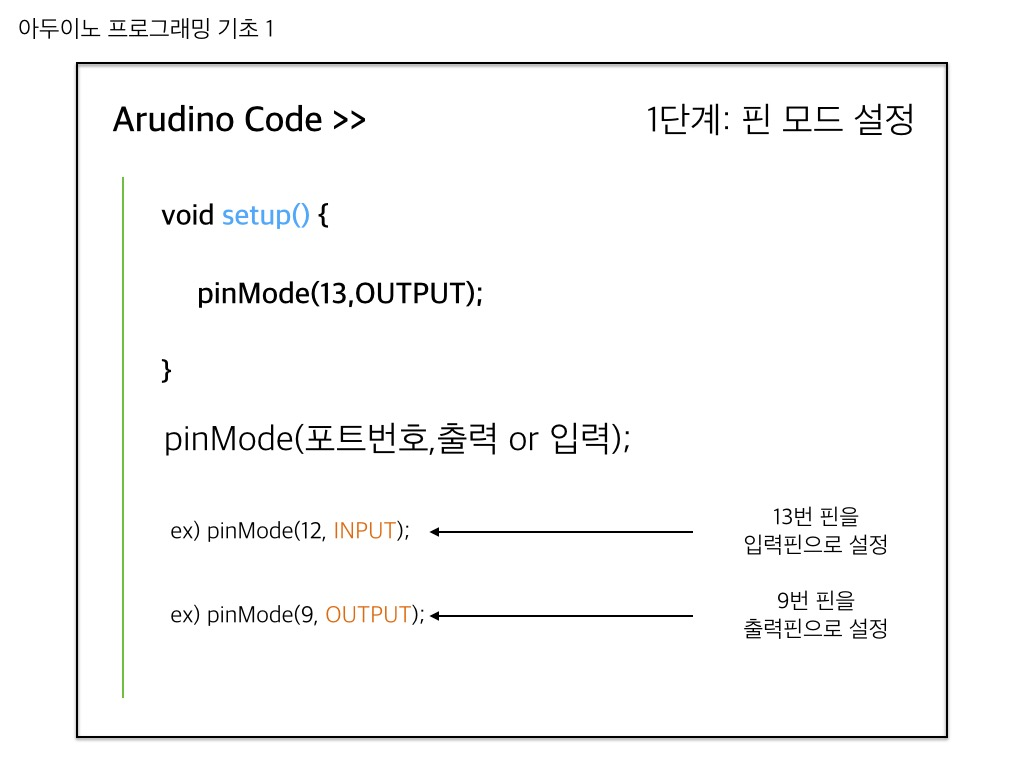 아두이노 프로그래밍 기초 1
Arudino Code >>
1단계: 핀 모드 설정
void setup() {
pinMode(13,OUTPUT);
}
pinMode(포트번호,출력 or 입력);
ex) pinMode(12, INPUT);
13번 핀을
입력핀으로 설정
ex) pinMode(9, OUTPUT);
9번 핀을
출력핀으로 설정